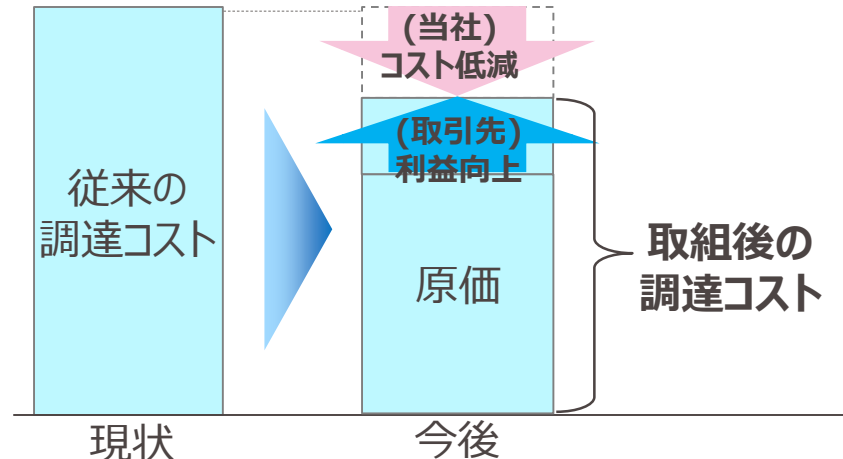 従来の
調達コスト
(当社)
コスト低減
(取引先)
利益向上
原価
取組後の
調達コスト
現状
今後